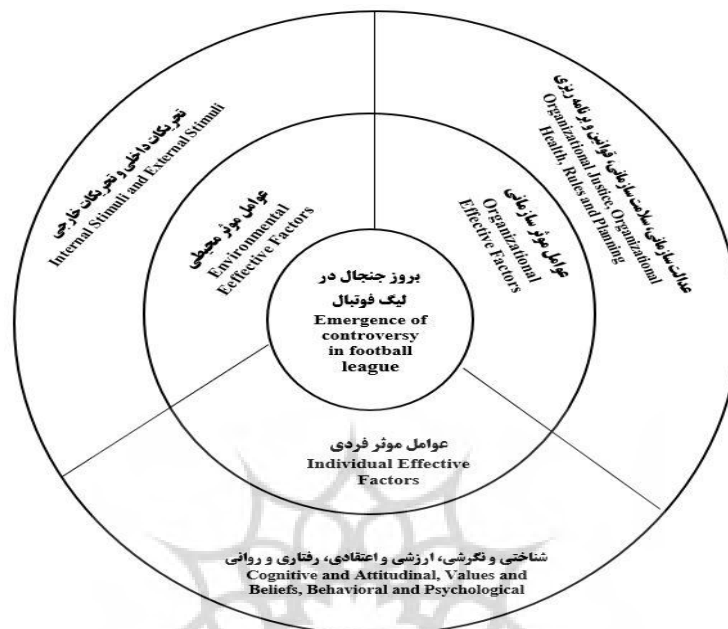 تحریکات داخلی و تحریکات خارجی
Internal Stimuli and External Stimuli
عدالت سازمانی، سلامت سازمانی، قوانین و برنامه ریزی
Organizational Justice, Organizational
Health, Rules and Planning
عوامل موثر محیطی
Environmental
Eeffective Factors
عوامل موثر سازمانی
Organizational
Effective Factors
بروز جنجال در
لیگ فوتبال
Emergence of
controversy
in football
league
عوامل موثر فردی
Individual Effective
Factors
شناختی و نگرشی، ارزشی و اعتقادی، رفتاری و روانی
Cognitive and Attitudinal, Values and
Beliefs, Behavioral and Psychological